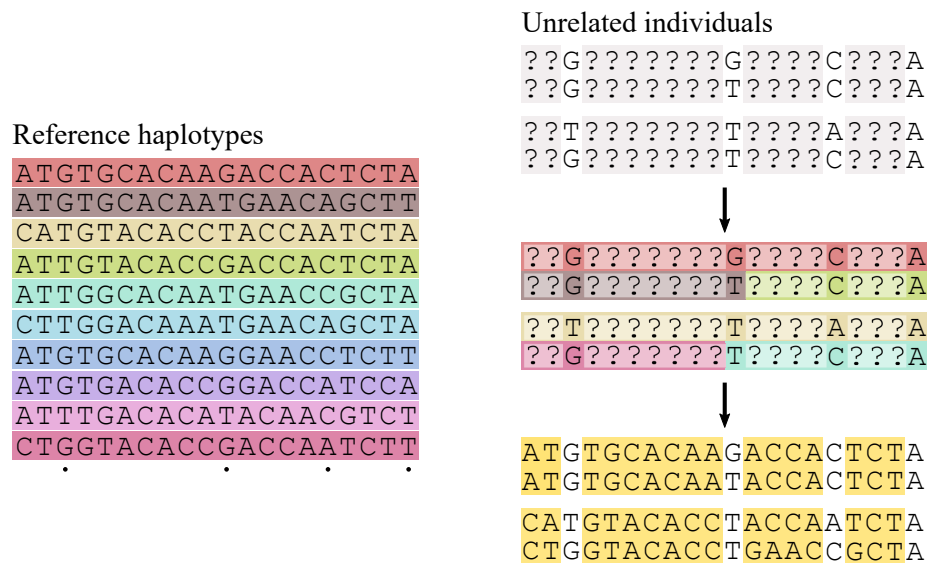 Reference haplotypes
ATGTGCACAAGACCACTCTA
ATGTGCACAATGAACAGCTT
CATGTACACCTACCAATCTA
ATTGTACACCGACCACTCTA
ATTGGCACAATGAACCGCTA
CTTGGACAAATGAACAGCTA
ATGTGCACAAGGAACCTCTT
ATGTGACACCGGACCATCCA
ATTTGACACATACAACGTCT
CTGGTACACCGACCAATCTT
Unrelated individuals
??G???????G????C???A
??G???????T????C???A
??T???????T????A???A
??G???????T????C???A
??G???????G????C???A
??G???????T????C???A
??T???????T????A???A
??G???????T????C???A
ATGTGCACAAGACCACTCTA
ATGTGCACAATACCACTCTA
CATGTACACCTACCAATCTA
CTGGTACACCTGAACCGCTA